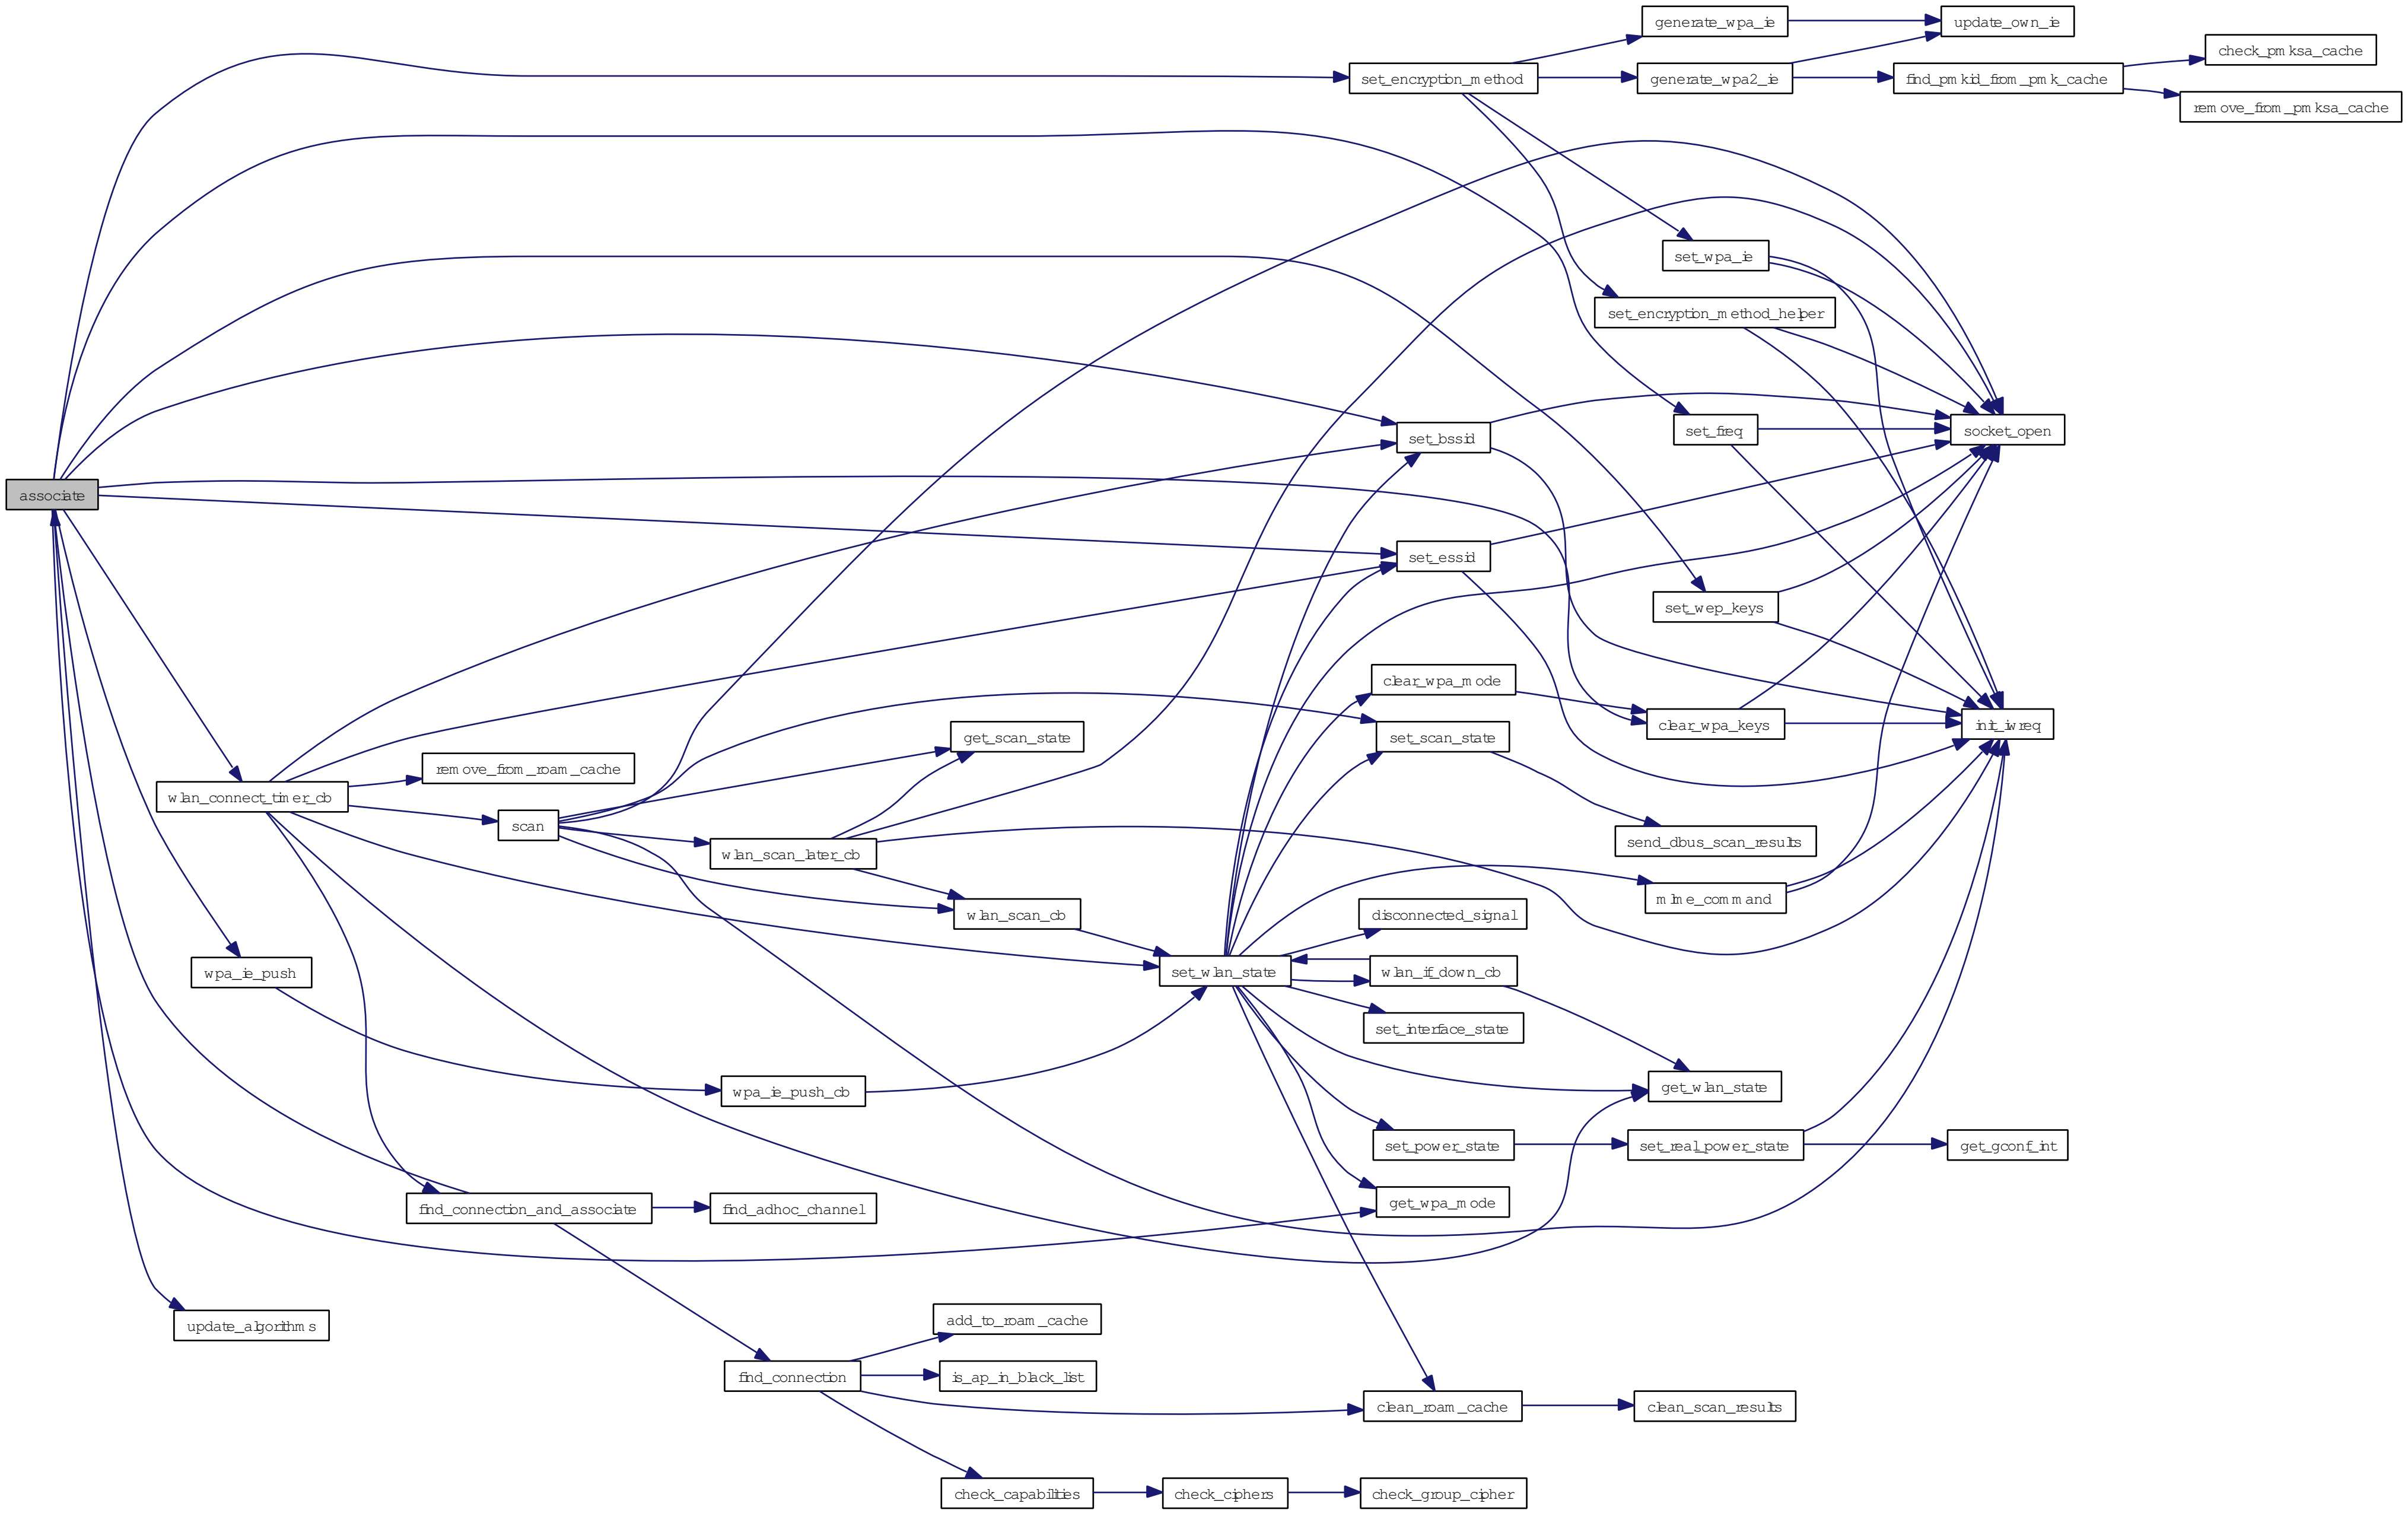 generate_wpa_ie
update_own_ie
check_pmksa_cache
set_encryption_method
generate_wpa2_ie
find_pmkid_from_pmk_cache
remove_from_pmksa_cache
set_wpa_ie
set_encryption_method_helper
set_bssid
set_freq
socket_open
associate
set_essid
set_wep_keys
clear_wpa_mode
get_scan_state
set_scan_state
clear_wpa_keys
init_iwreq
remove_from_roam_cache
wlan_connect_timer_cb
scan
wlan_scan_later_cb
send_dbus_scan_results
mlme_command
wlan_scan_cb
disconnected_signal
wpa_ie_push
set_wlan_state
wlan_if_down_cb
set_interface_state
wpa_ie_push_cb
get_wlan_state
set_power_state
set_real_power_state
get_gconf_int
find_connection_and_associate
find_adhoc_channel
get_wpa_mode
update_algorithms
add_to_roam_cache
find_connection
is_ap_in_black_list
clean_roam_cache
clean_scan_results
check_capabilities
check_ciphers
check_group_cipher